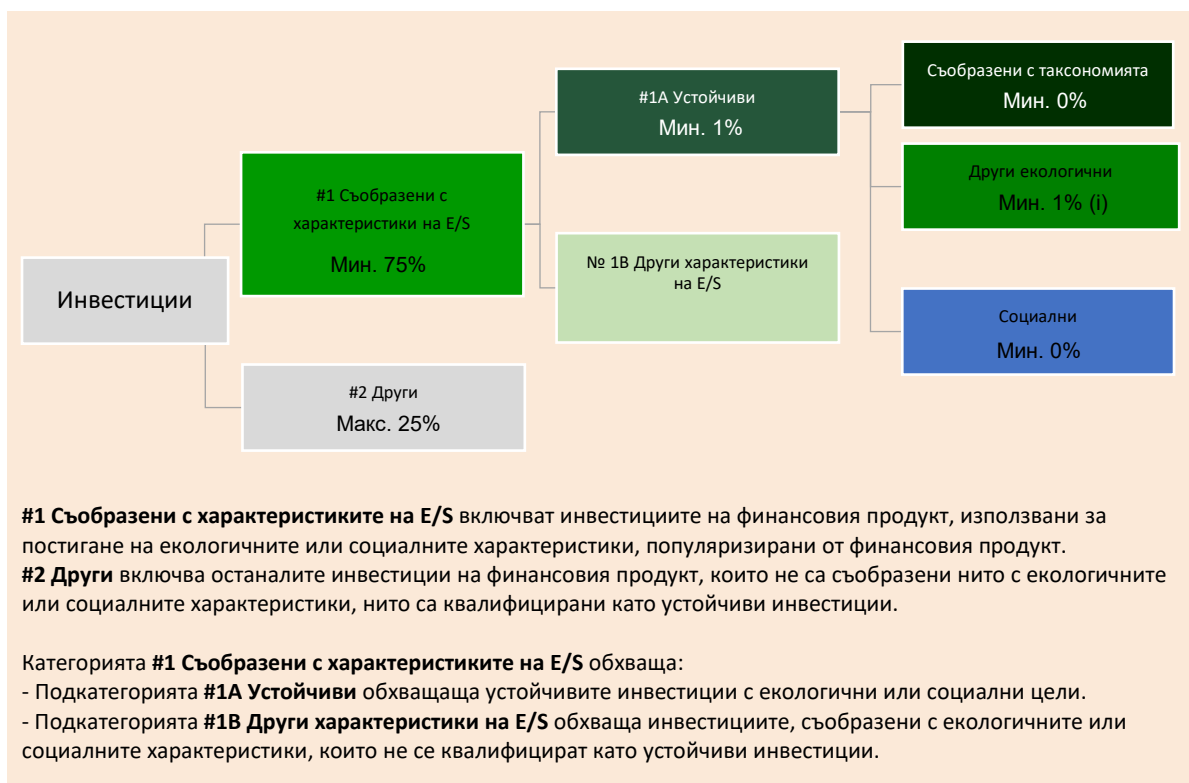 Инвестиции
#1 Съобразени с
характеристики на E/S
Мин. 75%
#2 Други
Макс. 25%
#1A Устойчиви
Мин. 1%
№ 1B Други характеристики
на E/S
Съобразени с таксономията
Мин. 0%
Други екологични
Мин. 1% (i)
Социални
Мин. 0%
#1 Съобразени с характеристиките на E/S включват инвестициите на финансовия продукт, използвани за
постигане на екологичните или социалните характеристики, популяризирани от финансовия продукт.
#2 Други включва останалите инвестиции на финансовия продукт, които не са съобразени нито с екологичните
или социалните характеристики, нито са квалифицирани като устойчиви инвестиции.
Категорията #1 Съобразени с характеристиките на E/S обхваща:
- Подкатегорията #1A Устойчиви обхващаща устойчивите инвестиции с екологични или социални цели.
- Подкатегорията #1B Други характеристики на E/S обхваща инвестициите, съобразени с екологичните или
социалните характеристики, които не се квалифицират като устойчиви инвестиции.